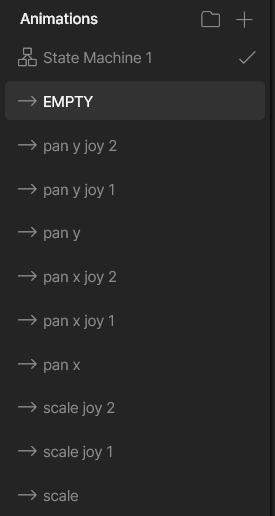 Animations
State Machine 1
EMPTY
pan y joy 2
pan y joy 1
pan y
pan x joy 2
pan x joy 1
pan x
scale joy 2
scale joy 1
scale